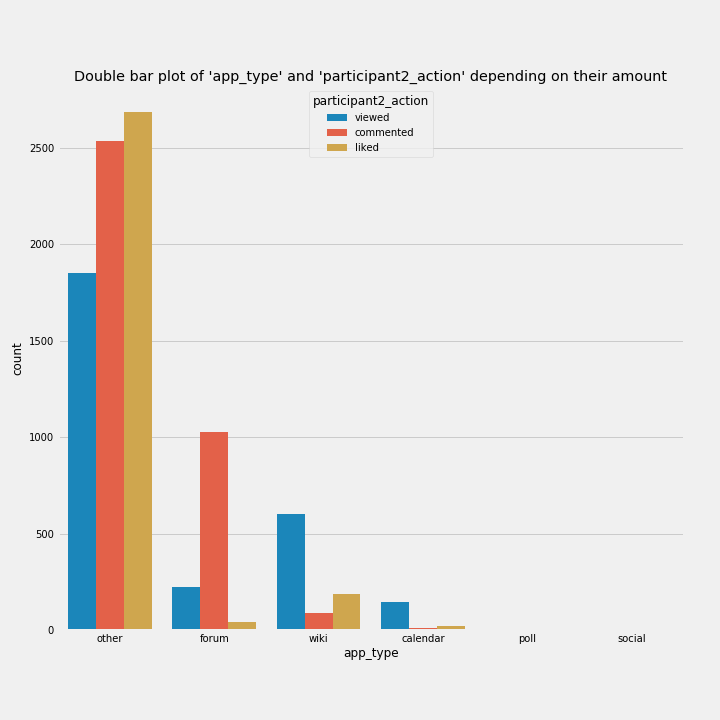 Double bar plot of 'app_type' and 'participant2_action' depending on their amount
participant2_action
viewed
commented
liked
2500
2000
1500
1000
500
0
count
other forum wiki calendar poll social
app_type